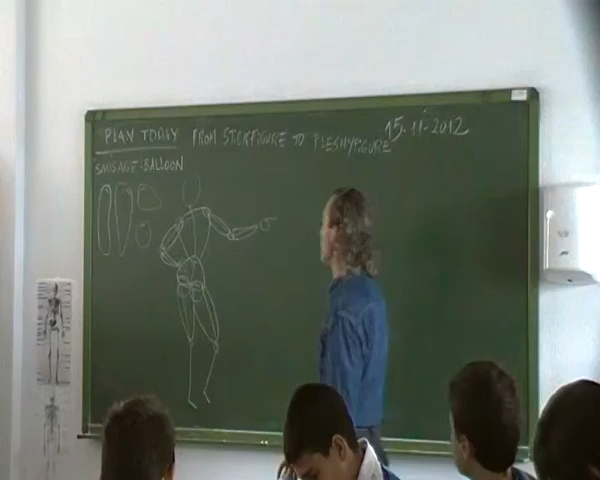 PLAN TODAY FROM STICKFIGURE TO FLESHYFIGURE 15.11.2012
SAUSAGE-BALLOON